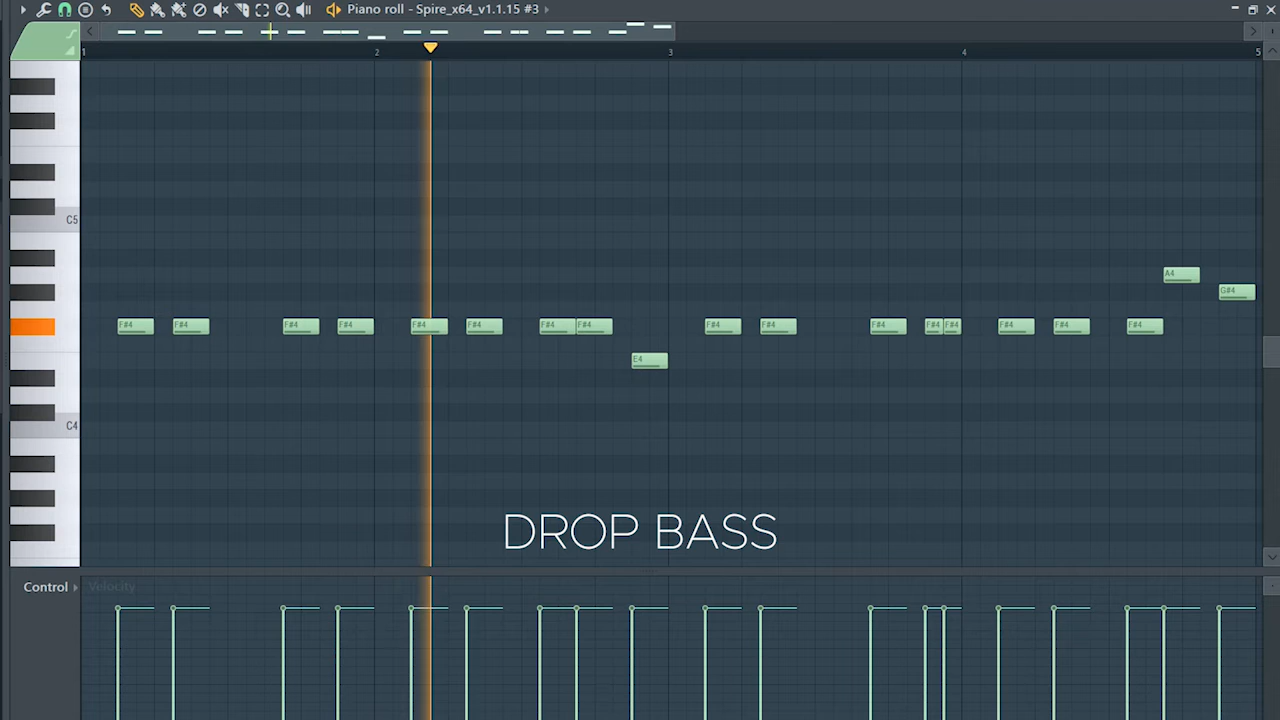 Piano roll - Spire_x64_v1.1.15 #3
1 2 3 4 5
C5
A4
G#4
F#4 F#4 F#4 F#4 F#4 F#4 F#4 F#4 F#4 F#4 F#4 F#4 F#4 F#4 F#4 F#4
E4
C4
DROP BASS
Control Velocity